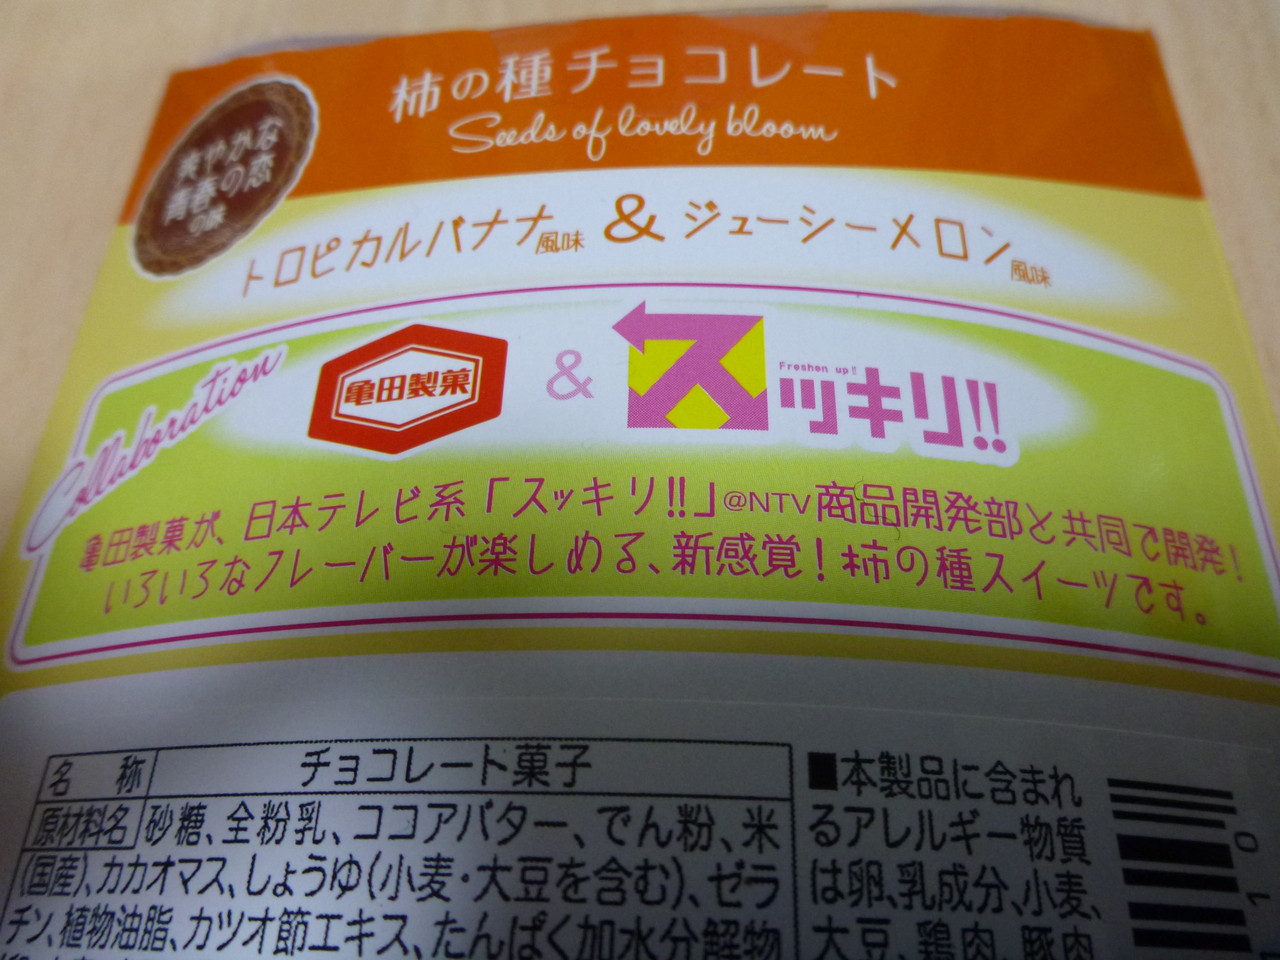 柿の種チョコレート
Seeds of lovely bloom
爽やかな
青春の恋
の味
トロピカルバナナ風味 & ジューシーメロン風味
Collaboration
亀田製菓 & スッキリ!!
Freshen up!
亀田製菓が、日本テレビ系「スッキリ!!」@NTV商品開発部と共同で開発!
いろいろなフレーバーが楽しめる、新感覚!柿の種スイーツです。
名 称 チョコレート菓子
原材料名 砂糖、全粉乳、ココアバター、でん粉、米
(国産)、カカオマス、しょうゆ(小麦・大豆を含む)、ゼラ
チン、植物油脂、カツオ節エキス、たんぱく加水分解物
■本製品に含まれ
るアレルギー物質
は卵、乳成分、小麦、
大豆、鶏肉、豚肉